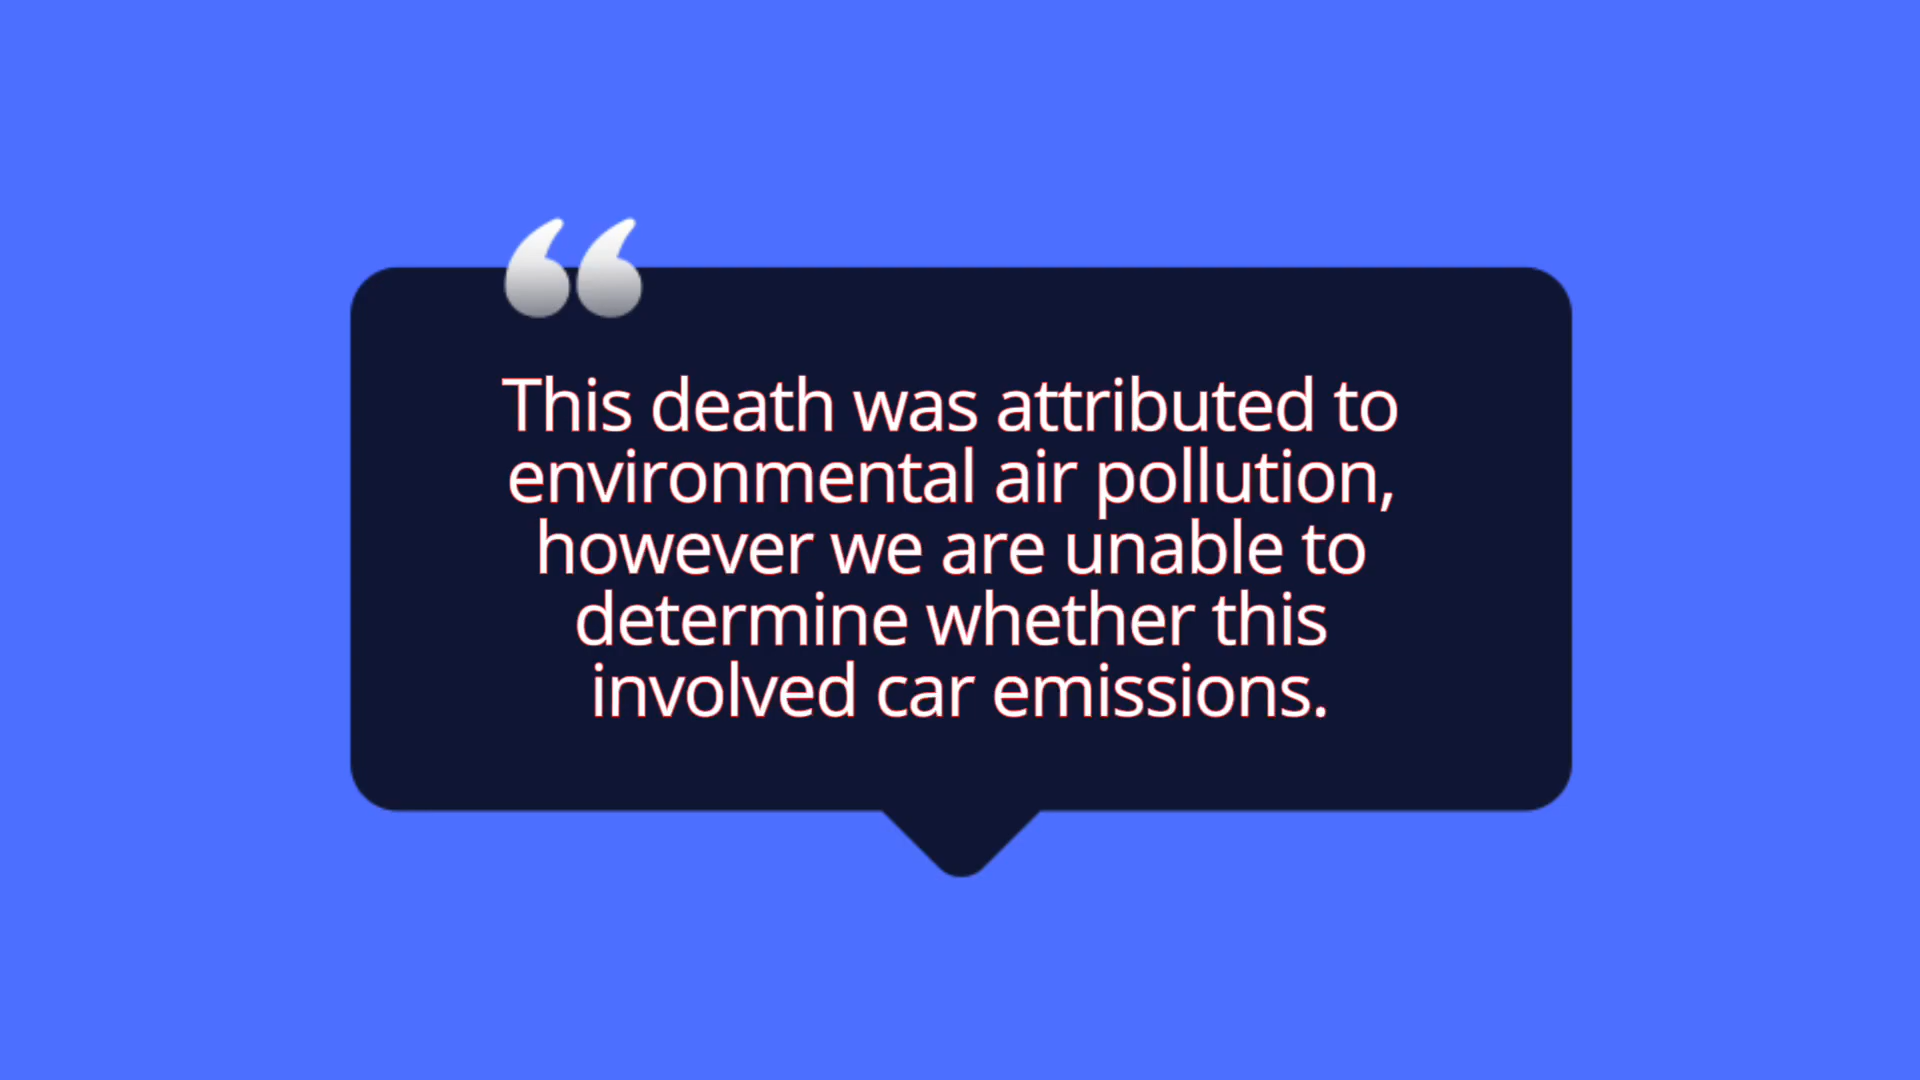 “
This death was attributed to
environmental air pollution,
however we are unable to
determine whether this
involved car emissions.